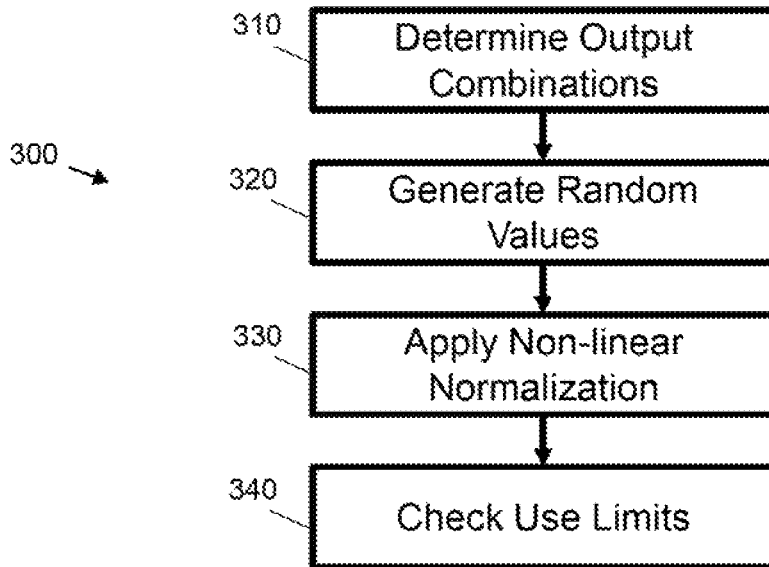 310
Determine Output
Combinations
300
320
Generate Random
Values
330
Apply Non-linear
Normalization
340
Check Use Limits